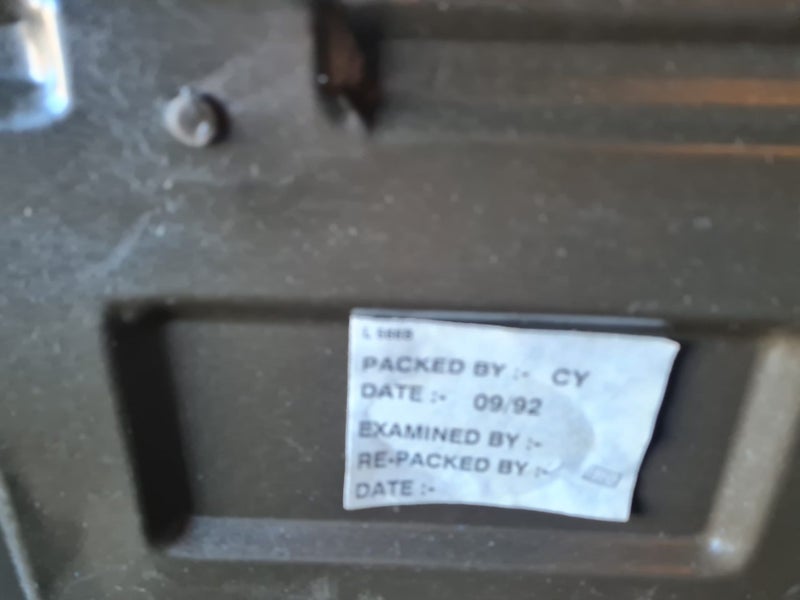 PACKED BY :- CY
DATE :- 09/92
EXAMINED BY :-
RE-PACKED BY :-
DATE :-